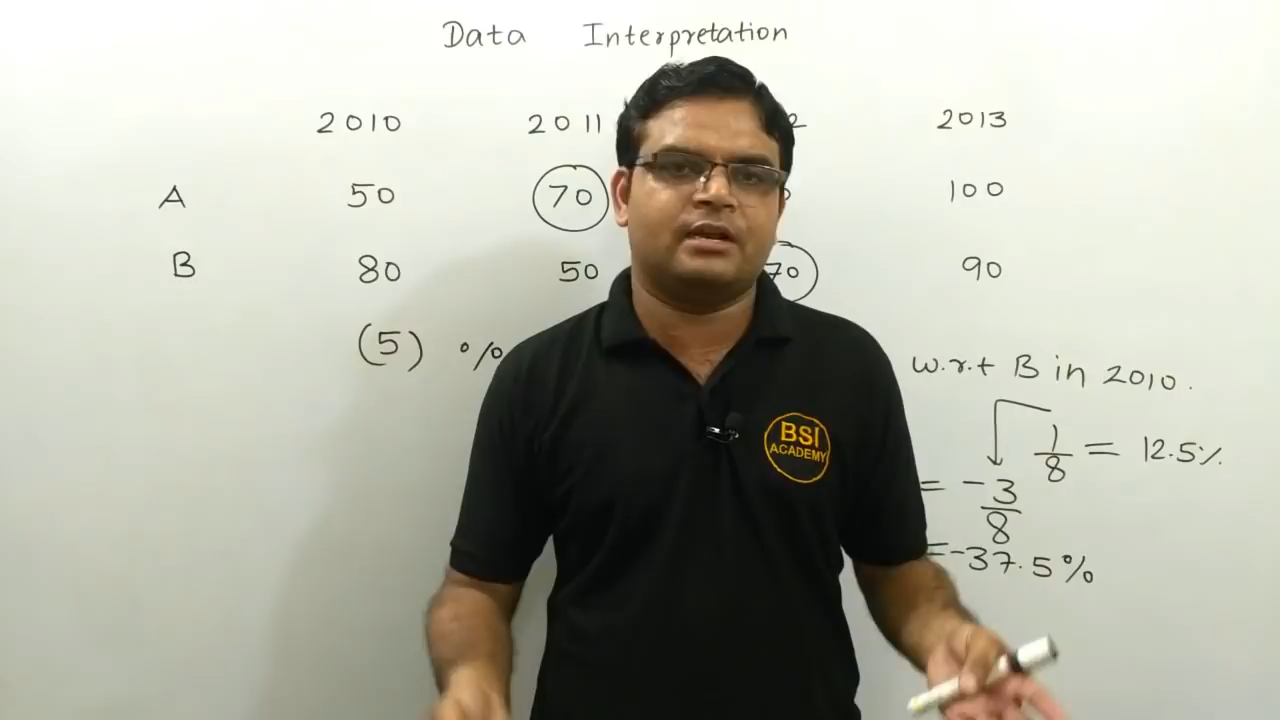 Data Interpretation
2010 2011 2013
A 50 70 100
B 80 50 70 90
(5) % w.r.t B in 2010.
1/8 = 12.5%
= -3/8
= -37.5%
BSI
ACADEMY